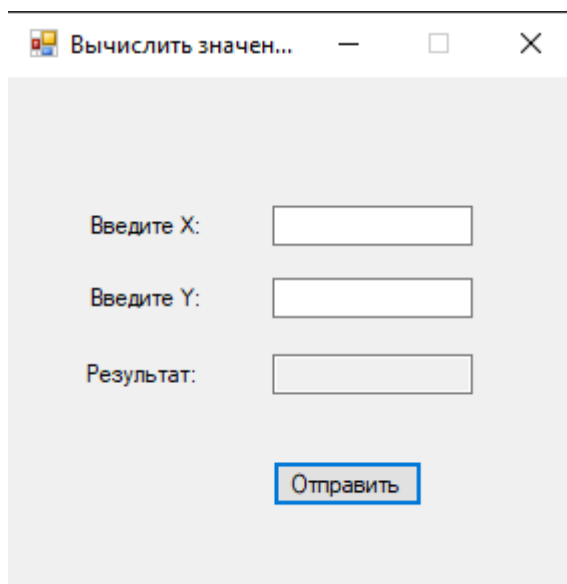 Вычислить значен...
Введите X:
Введите Y:
Результат:
Отправить